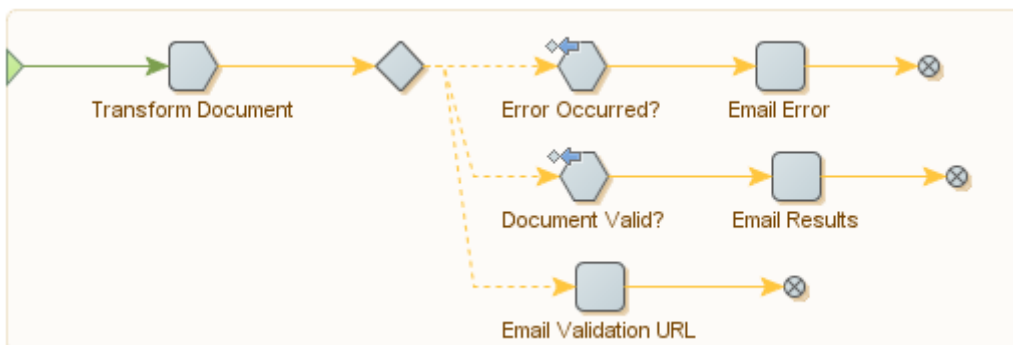 Transform Document
Error Occurred?
Email Error
Document Valid?
Email Results
Email Validation URL